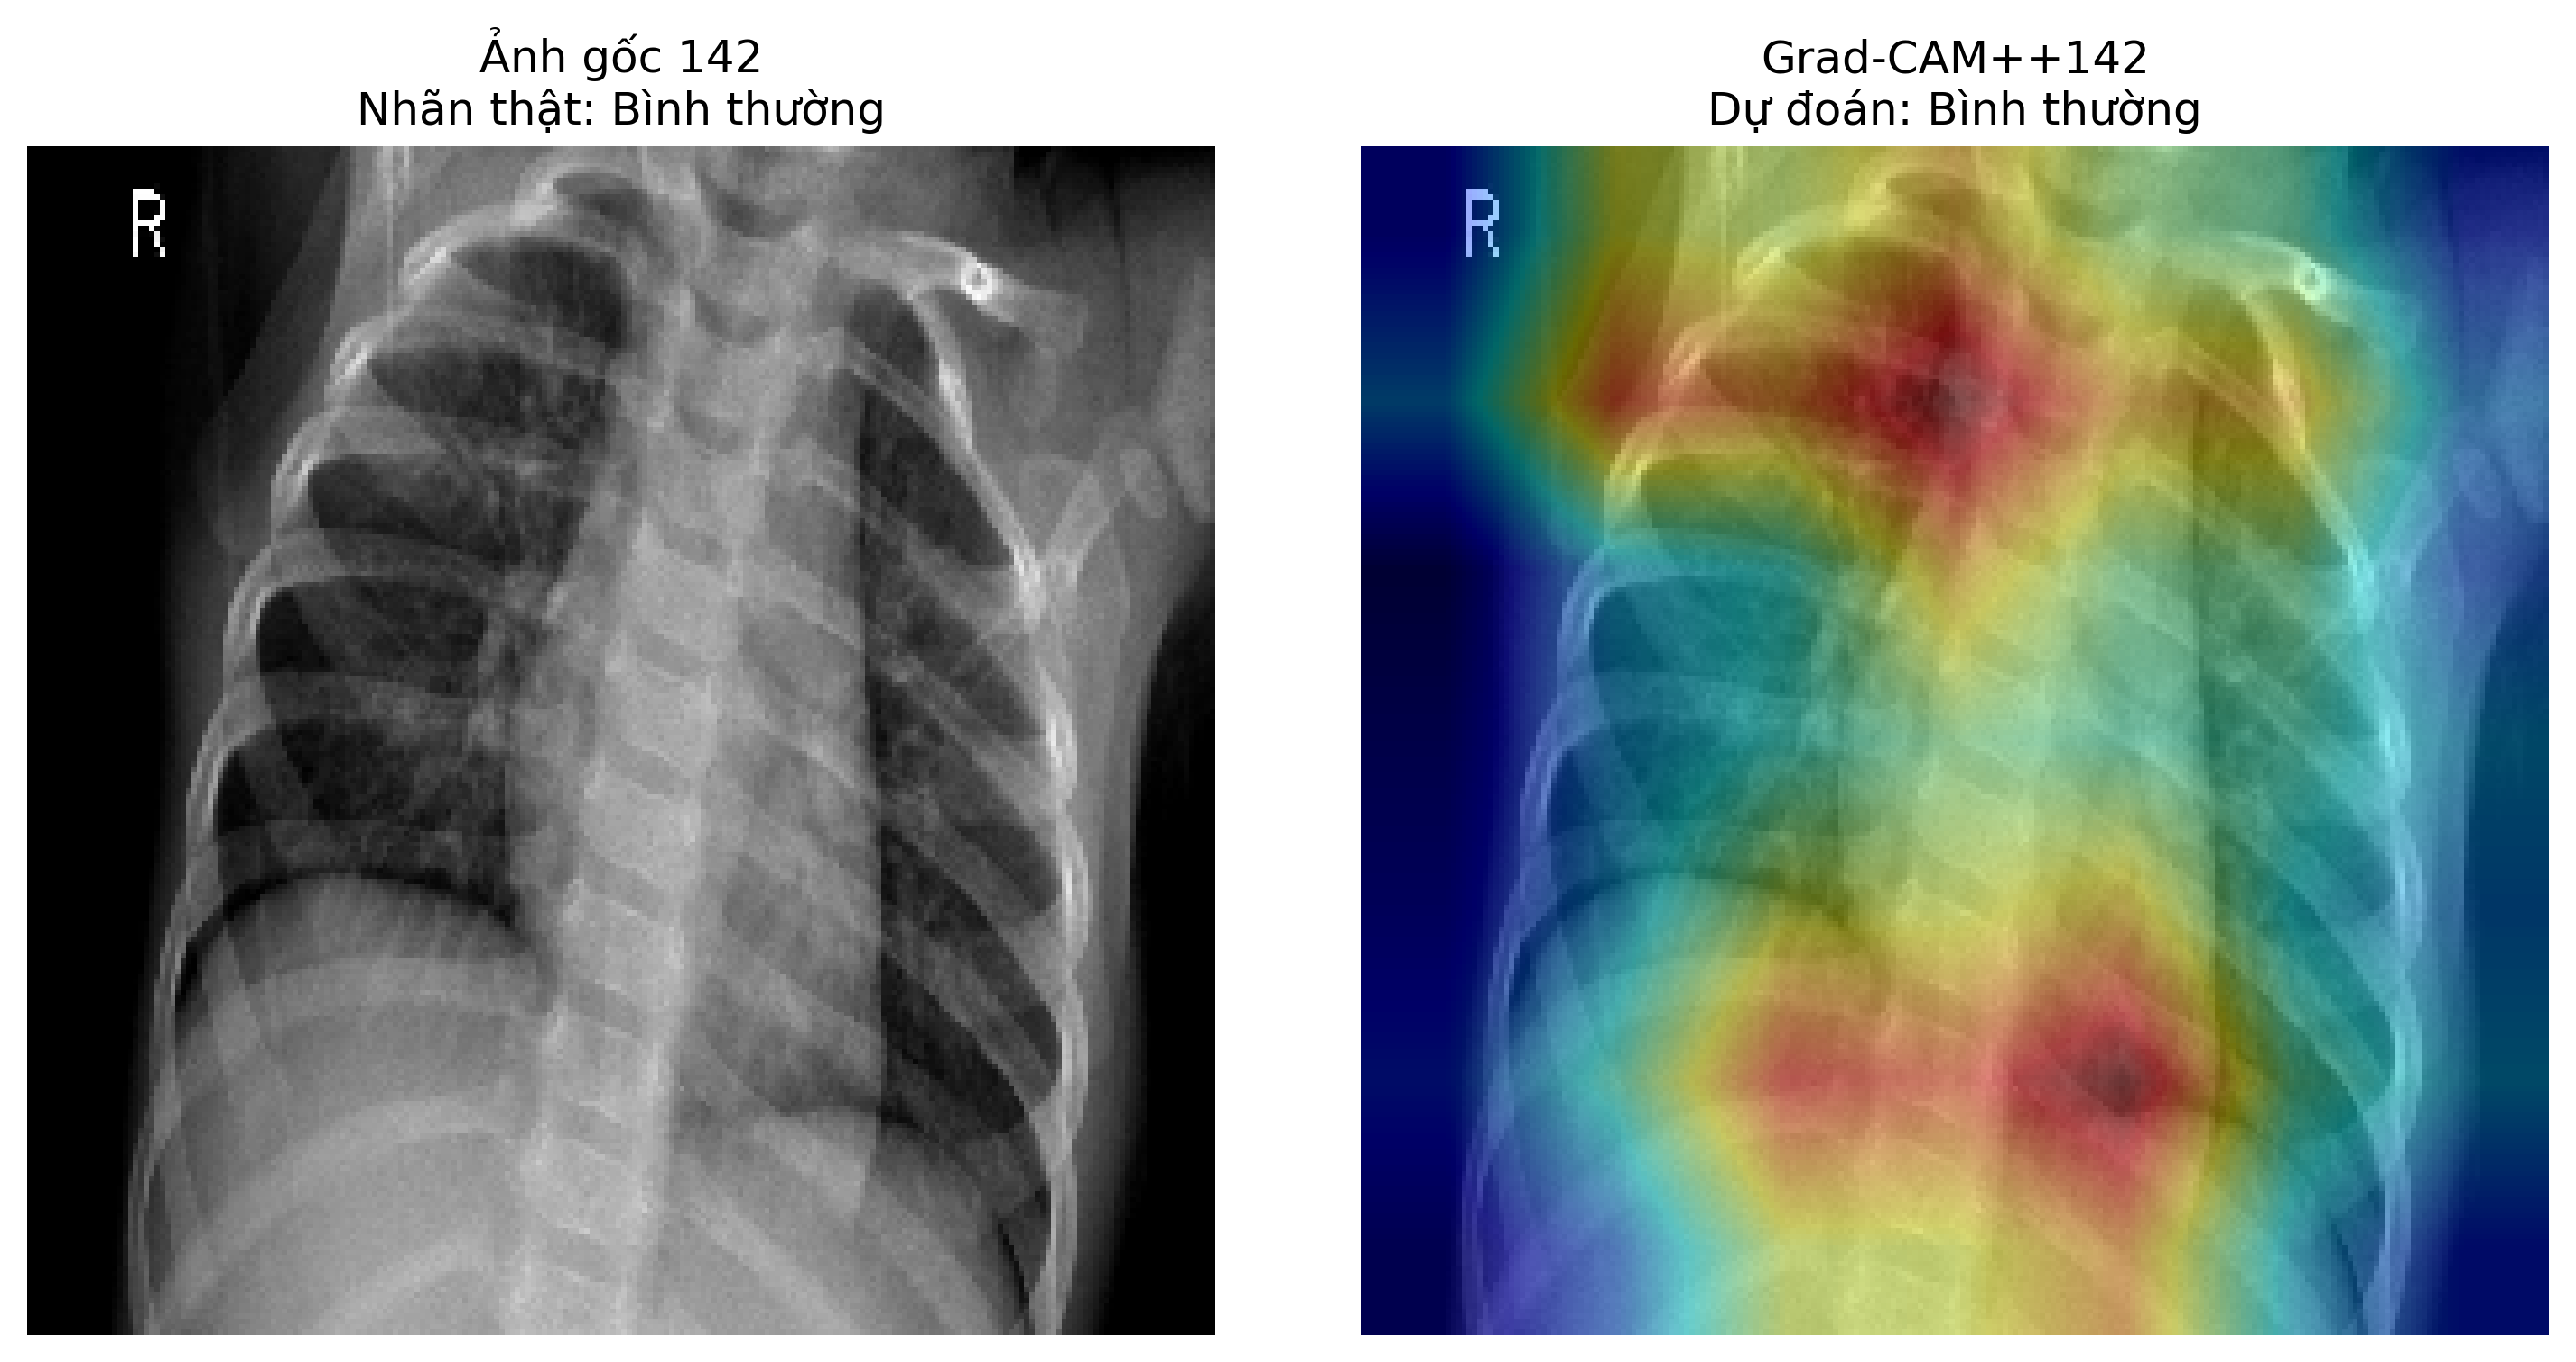 Ảnh gốc 142
Nhãn thật: Bình thường
Grad-CAM++142
Dự đoán: Bình thường
R
R